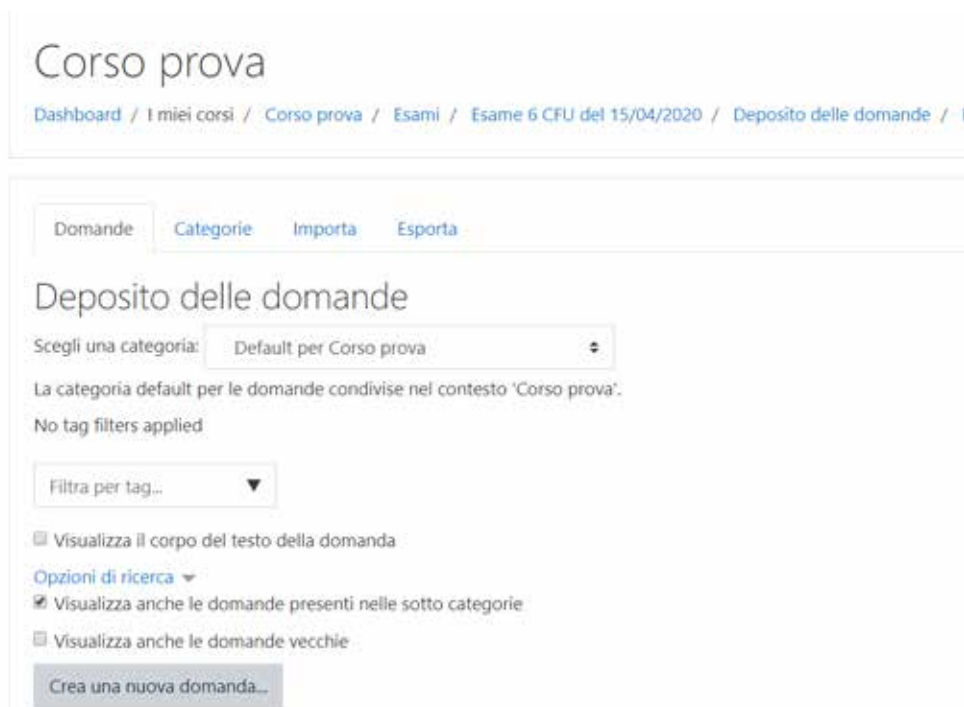 Corso prova
Dashboard / I miei corsi / Corso prova / Esami / Esame 6 CFU del 15/04/2020 / Deposito delle domande /
Domande Categorie Importa Esporta
Deposito delle domande
Scegli una categoria: Default per Corso prova
La categoria default per le domande condivise nel contesto 'Corso prova'.
No tag filters applied
Filtra per tag...
Visualizza il corpo del testo della domanda
Opzioni di ricerca
Visualizza anche le domande presenti nelle sotto categorie
Visualizza anche le domande vecchie
Crea una nuova domanda...